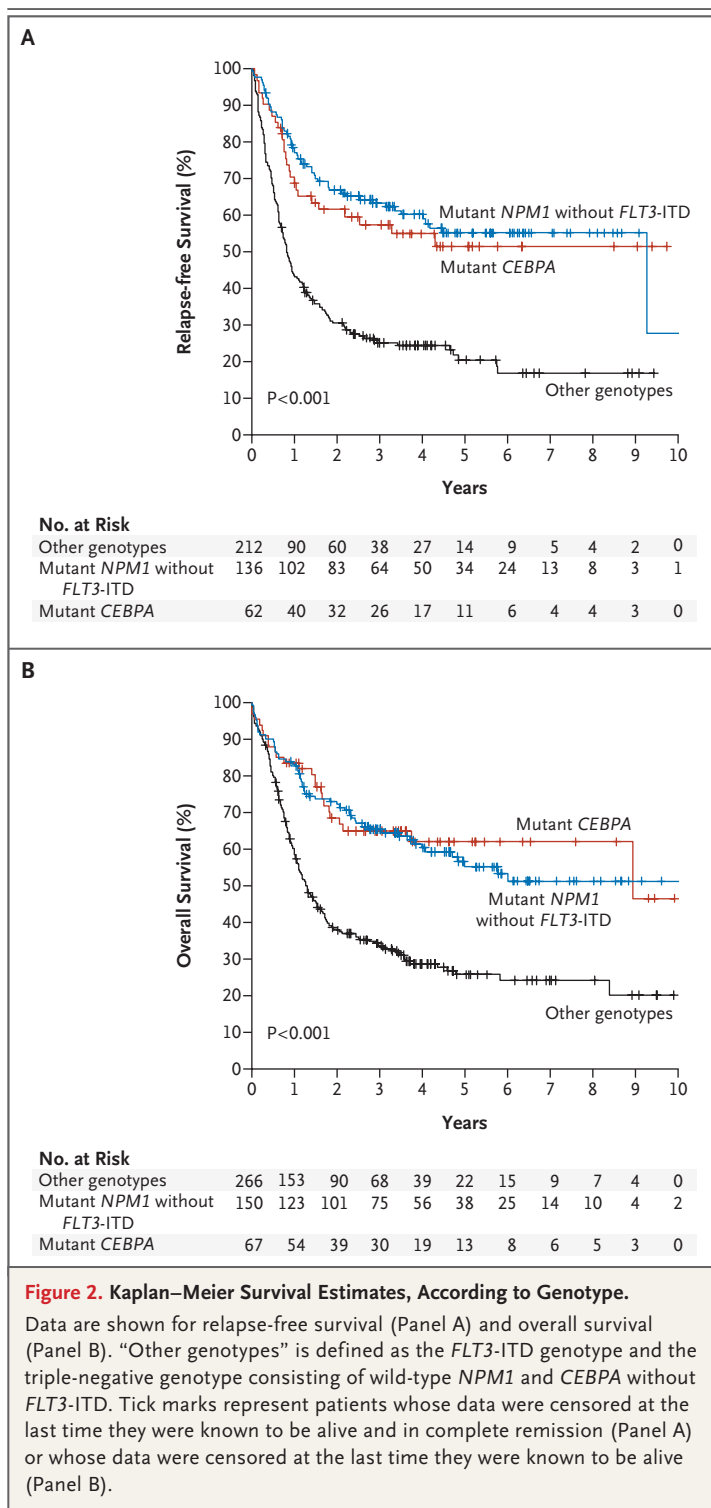 A
100
90
80
70
60
50
40
30
20
10
0
Relapse-free Survival (%)
Mutant NPM1 without FLT3-ITD
Mutant CEBPA
Other genotypes
P<0.001
0 1 2 3 4 5 6 7 8 9 10
Years
No. at Risk
Other genotypes 212 90 60 38 27 14 9 5 4 2 0
Mutant NPM1 without 136 102 83 64 50 34 24 13 8 3 1
FLT3-ITD
Mutant CEBPA 62 40 32 26 17 11 6 4 4 3 0
B
100
90
80
70
60
50
40
30
20
10
0
Overall Survival (%)
Mutant CEBPA
Mutant NPM1
without FLT3-ITD
Other genotypes
P<0.001
0 1 2 3 4 5 6 7 8 9 10
Years
No. at Risk
Other genotypes 266 153 90 68 39 22 15 9 7 4 0
Mutant NPM1 without 150 123 101 75 56 38 25 14 10 4 2
FLT3-ITD
Mutant CEBPA 67 54 39 30 19 13 8 6 5 3 0
Figure 2. Kaplan–Meier Survival Estimates, According to Genotype.
Data are shown for relapse-free survival (Panel A) and overall survival
(Panel B). “Other genotypes” is defined as the FLT3-ITD genotype and the
triple-negative genotype consisting of wild-type NPM1 and CEBPA without
FLT3-ITD. Tick marks represent patients whose data were censored at the
last time they were known to be alive and in complete remission (Panel A)
or whose data were censored at the last time they were known to be alive
(Panel B).